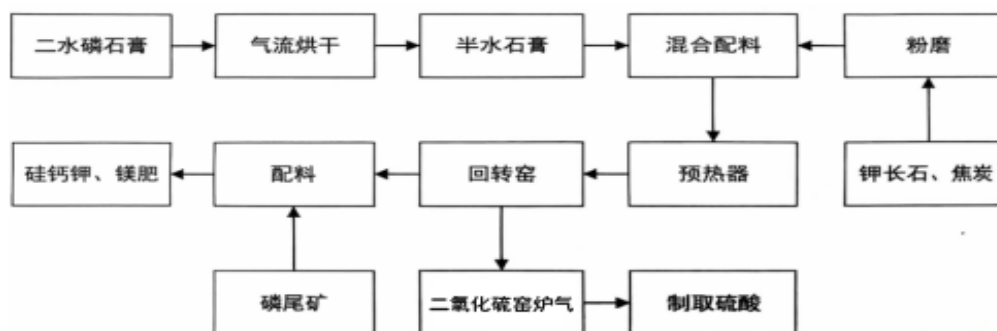 二水磷石膏
气流烘干
半水石膏
混合配料
粉磨
硅钙钾、镁肥
配料
回转窑
预热器
钾长石、焦炭
磷尾矿
二氧化硫窑炉气
制取硫酸